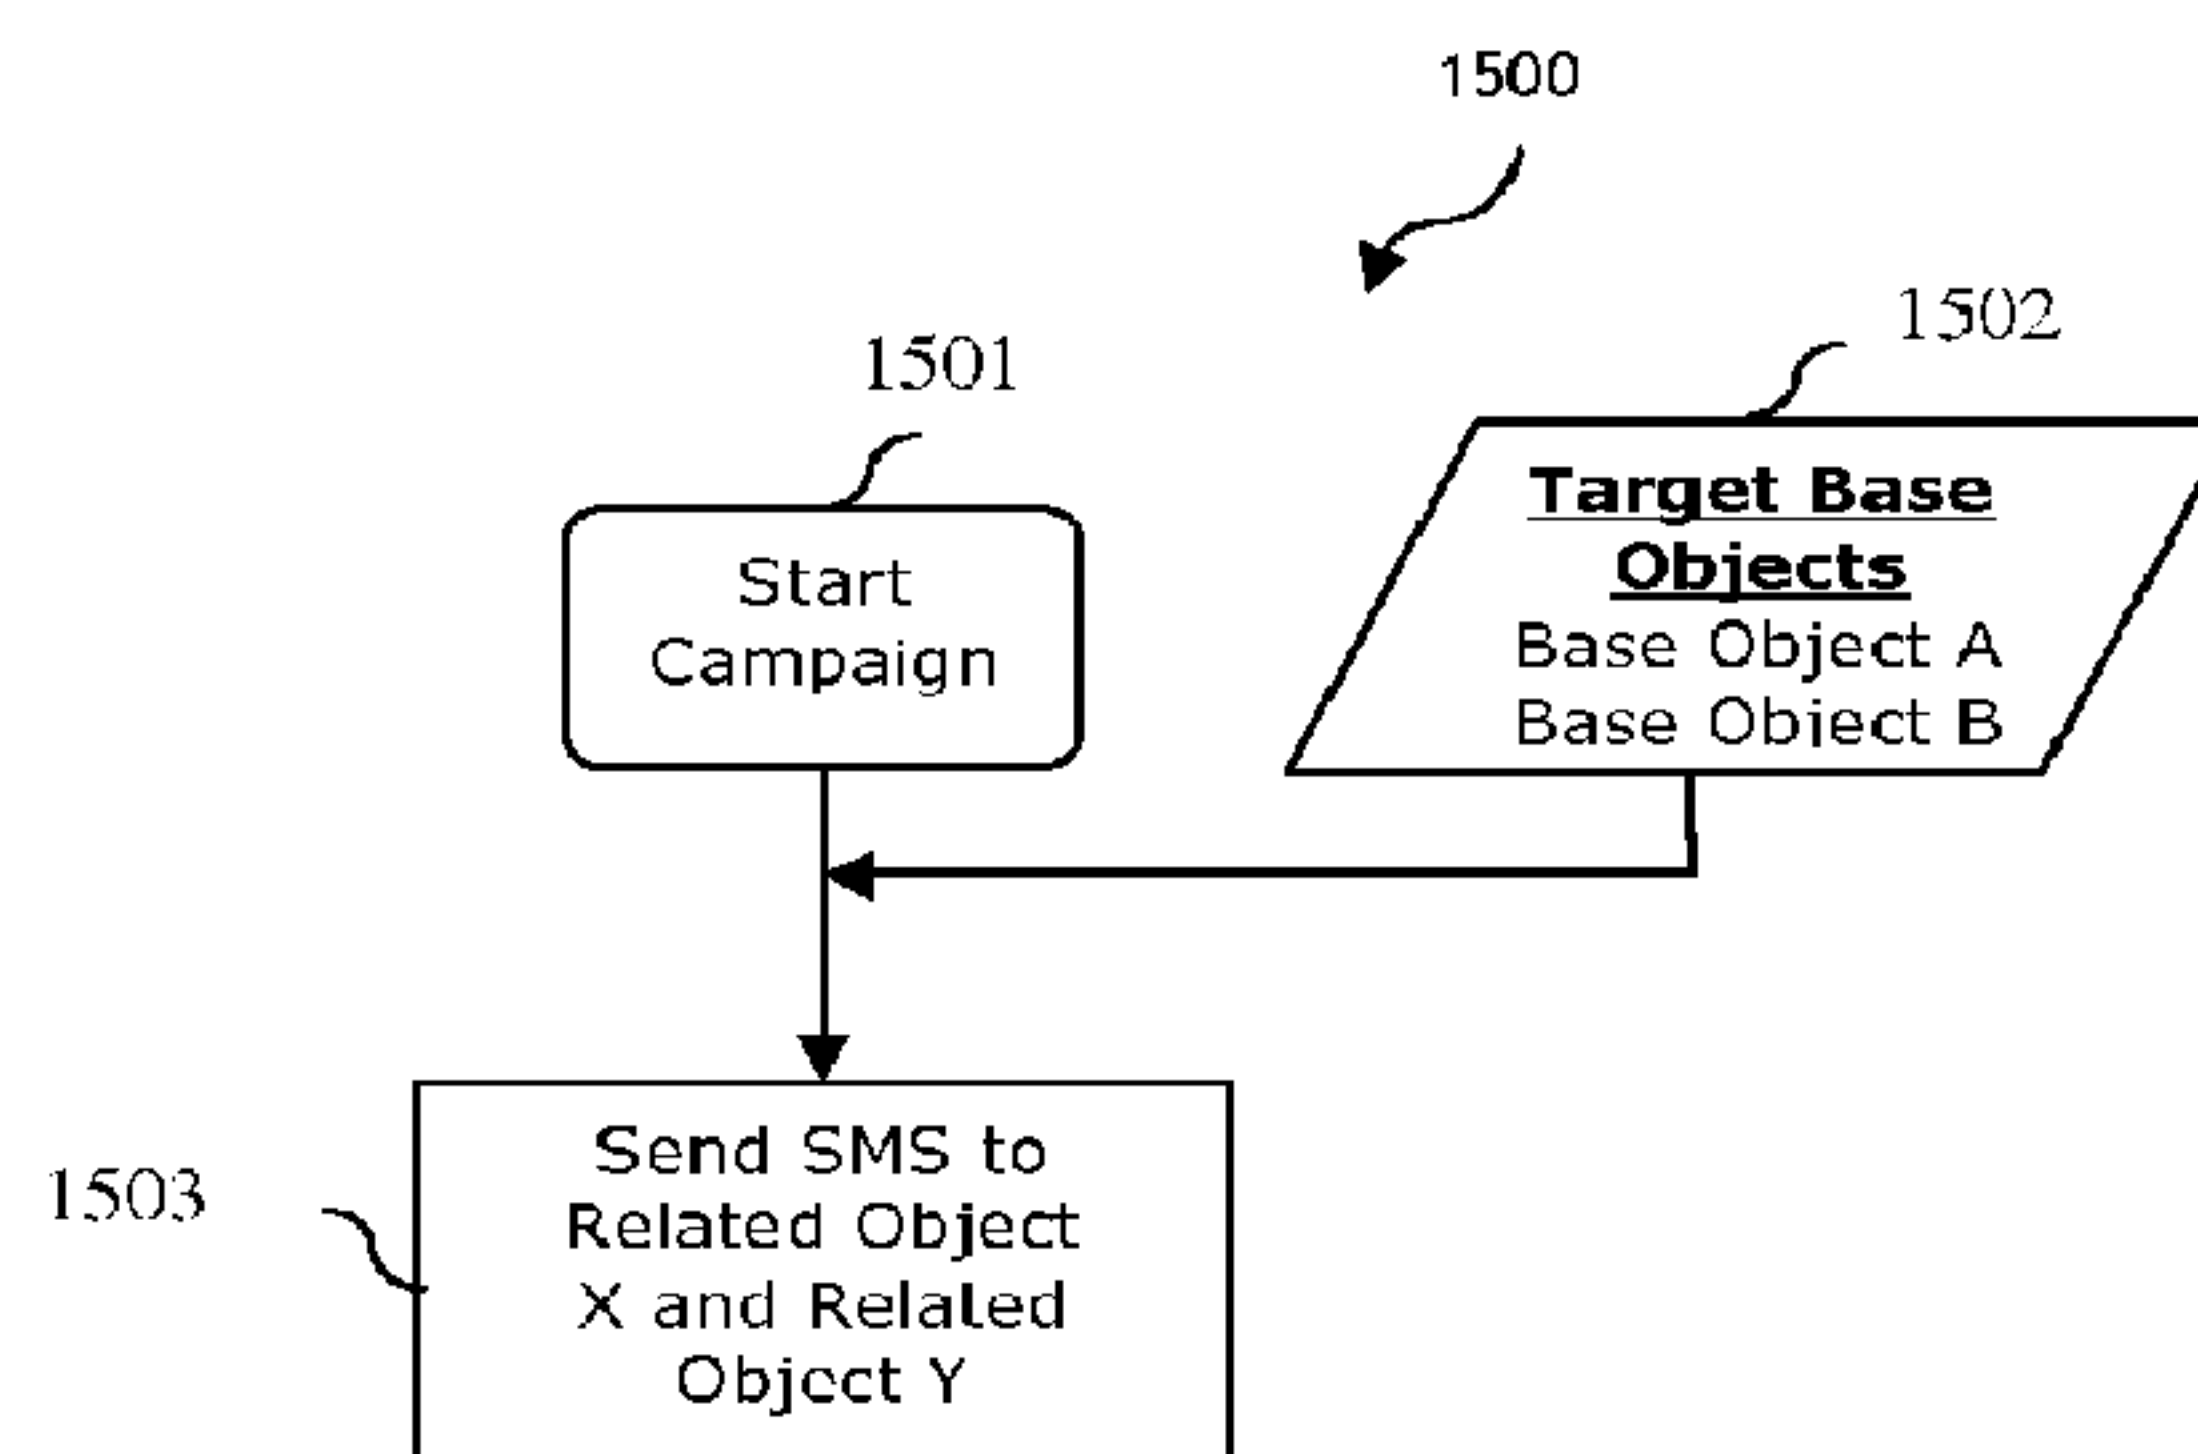 1500
1502
1501
Target Base
Objects
Base Object A
Base Object B
Start
Campaign
Send SMS to
Related Object
X and Related
Object Y
1503